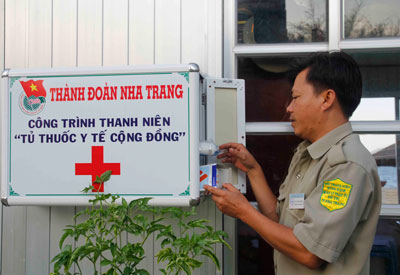 THÀNH ĐOÀN NHA TRANG
CÔNG TRÌNH THANH NIÊN
"TỦ THUỐC Y TẾ CỘNG ĐỒNG"